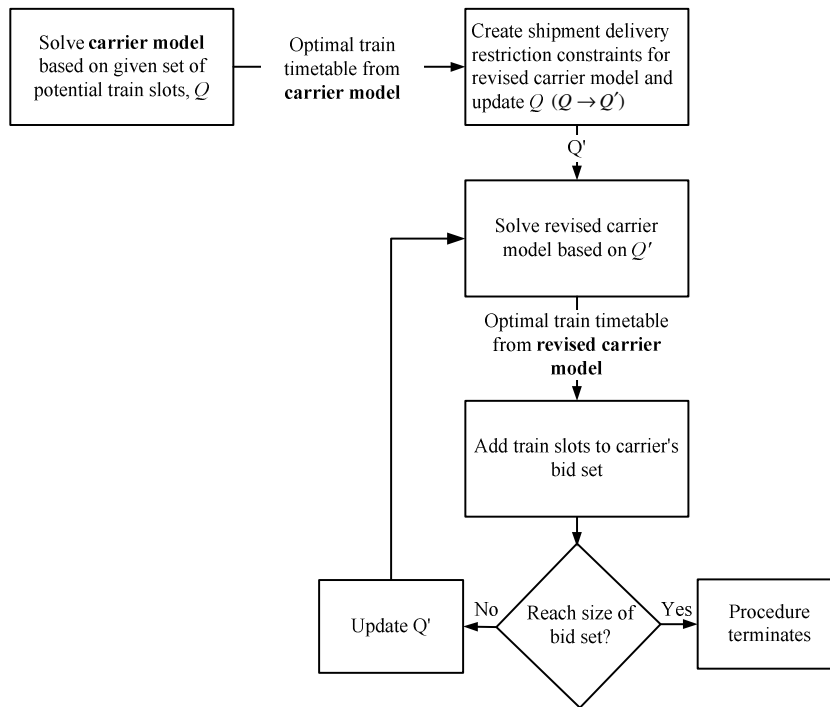 Solve carrier model
based on given set of
potential train slots, Q
Optimal train
timetable from
carrier model
Create shipment delivery
restriction constraints for
revised carrier model and
update Q (Q → Q′)
Q'
Solve revised carrier
model based on Q′
Optimal train timetable
from revised carrier
model
Add train slots to carrier's
bid set
Reach size of
bid set?
No
Update Q'
Yes
Procedure
terminates